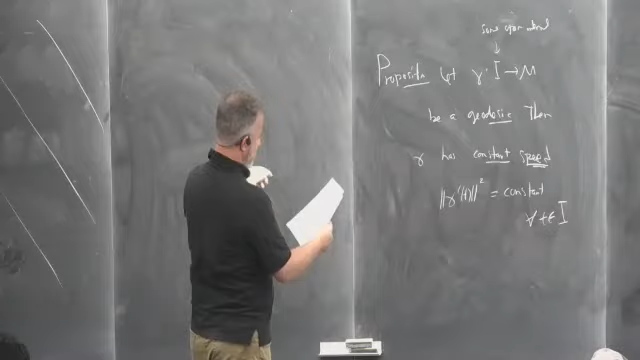 some open interval
Proposition Let γ: I → M
be a geodesic Then
γ has constant speed
||γ'(t)||² = constant
∀ t ∈ I